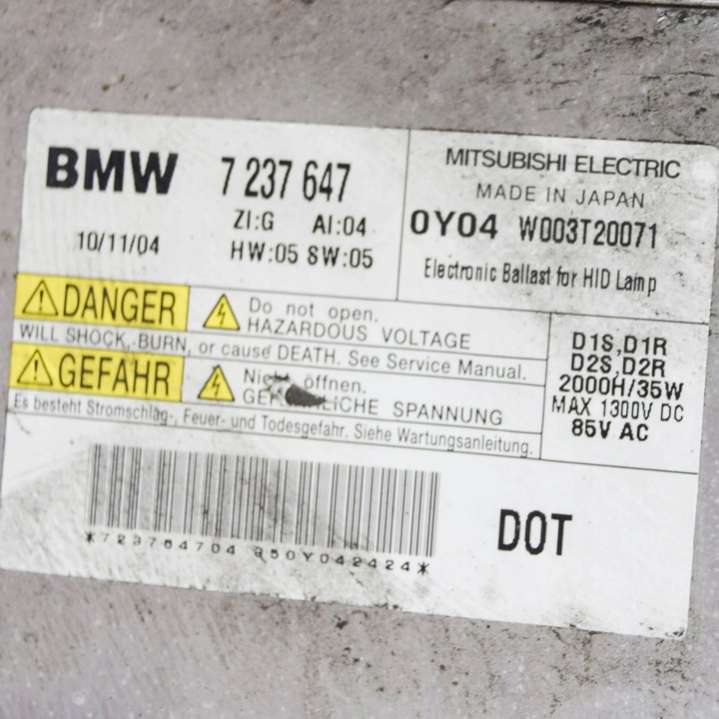 BMW 7 237 647
ZI:G AI:04
10/11/04 HW:05 SW:05
MITSUBISHI ELECTRIC
MADE IN JAPAN
0Y04 W003T20071
Electronic Ballast for HID Lamp
DANGER Do not open.
HAZARDOUS VOLTAGE
WILL SHOCK, BURN, or cause DEATH. See Service Manual.
GEFAHR öffnen.
SPANNUNG
Es besteht Stromschlag-, Feuer- und Todesgefahr. Siehe Wartungsanleitung.
D1S,D1R
D2S,D2R
2000H/35W
MAX 1300V DC
85V AC
*723764704 950Y042424*
DOT